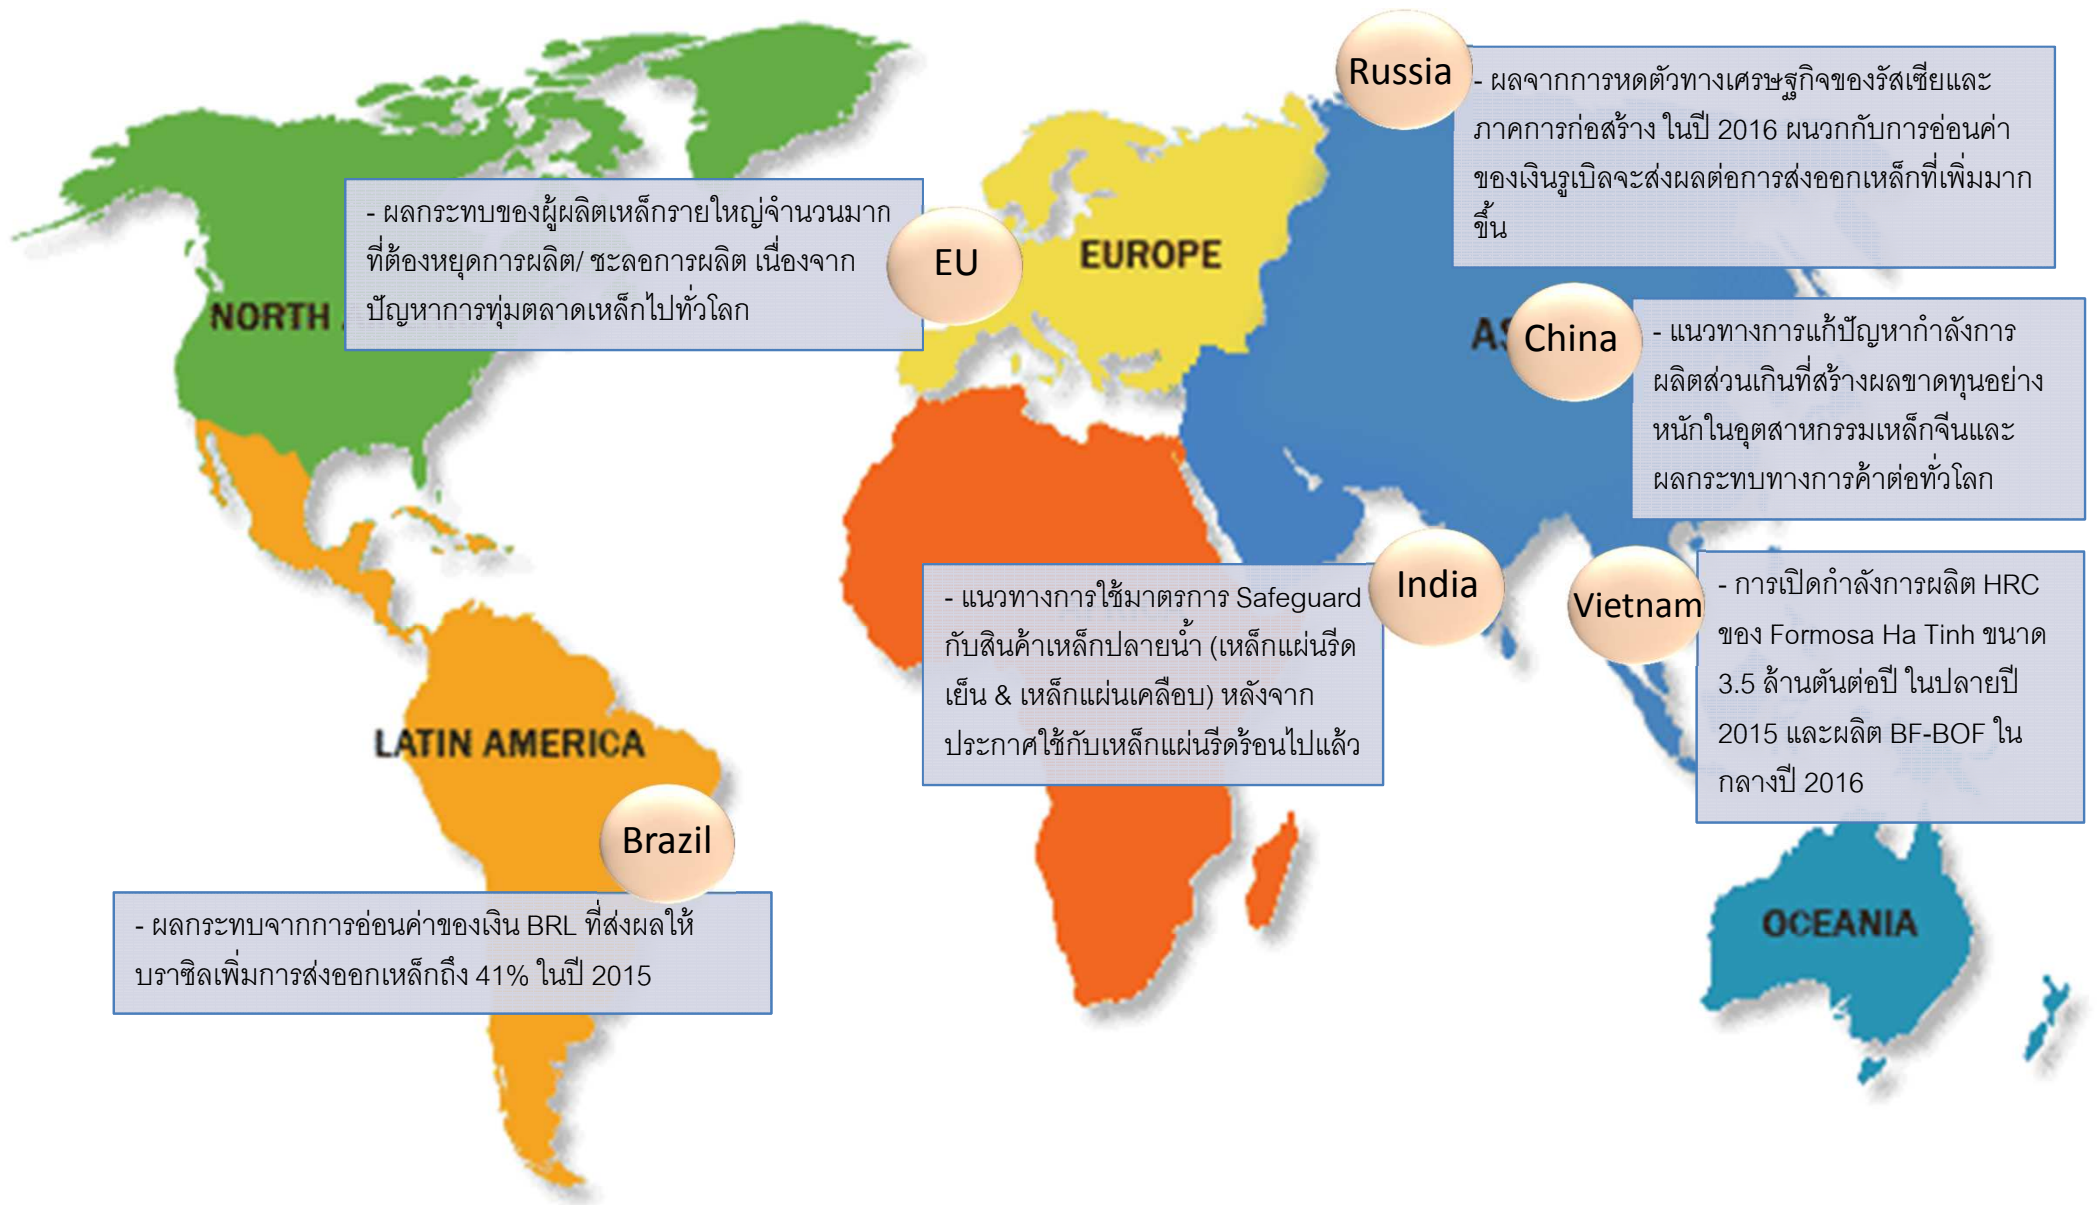 Russia
- ผลจากการหดตัวทางเศรษฐกิจของรัสเซียและ
ภาคการก่อสร้าง ในปี 2016 ผนวกกับการอ่อนค่า
ของเงินรูเบิลจะส่งผลต่อการส่งออกเหล็กที่เพิ่มมาก
ขึ้น
- ผลกระทบของผู้ผลิตเหล็กรายใหญ่จำนวนมาก
ที่ต้องหยุดการผลิต/ ชะลอการผลิต เนื่องจาก
ปัญหาการทุ่มตลาดเหล็กไปทั่วโลก
EU
EUROPE
NORTH
AS
China
- แนวทางการแก้ปัญหากำลังการ
ผลิตส่วนเกินที่สร้างผลขาดทุนอย่าง
หนักในอุตสาหกรรมเหล็กจีนและ
ผลกระทบทางการค้าต่อทั่วโลก
- แนวทางการใช้มาตรการ Safeguard
กับสินค้าเหล็กปลายน้ำ (เหล็กแผ่นรีด
เย็น & เหล็กแผ่นเคลือบ) หลังจาก
ประกาศใช้กับเหล็กแผ่นรีดร้อนไปแล้ว
India
Vietnam
- การเปิดกำลังการผลิต HRC
ของ Formosa Ha Tinh ขนาด
3.5 ล้านตันต่อปี ในปลายปี
2015 และผลิต BF-BOF ใน
กลางปี 2016
LATIN AMERICA
Brazil
- ผลกระทบจากการอ่อนค่าของเงิน BRL ที่ส่งผลให้
บราซิลเพิ่มการส่งออกเหล็กถึง 41% ในปี 2015
OCEANIA